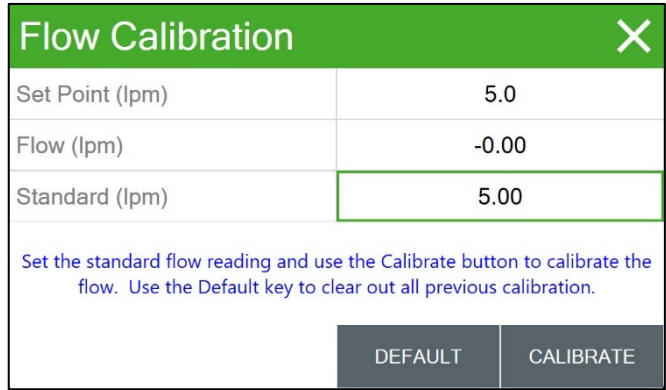 Flow Calibration
Set Point (lpm) 5.0
Flow (lpm) -0.00
Standard (lpm) 5.00
Set the standard flow reading and use the Calibrate button to calibrate the
flow. Use the Default key to clear out all previous calibration.
DEFAULT CALIBRATE